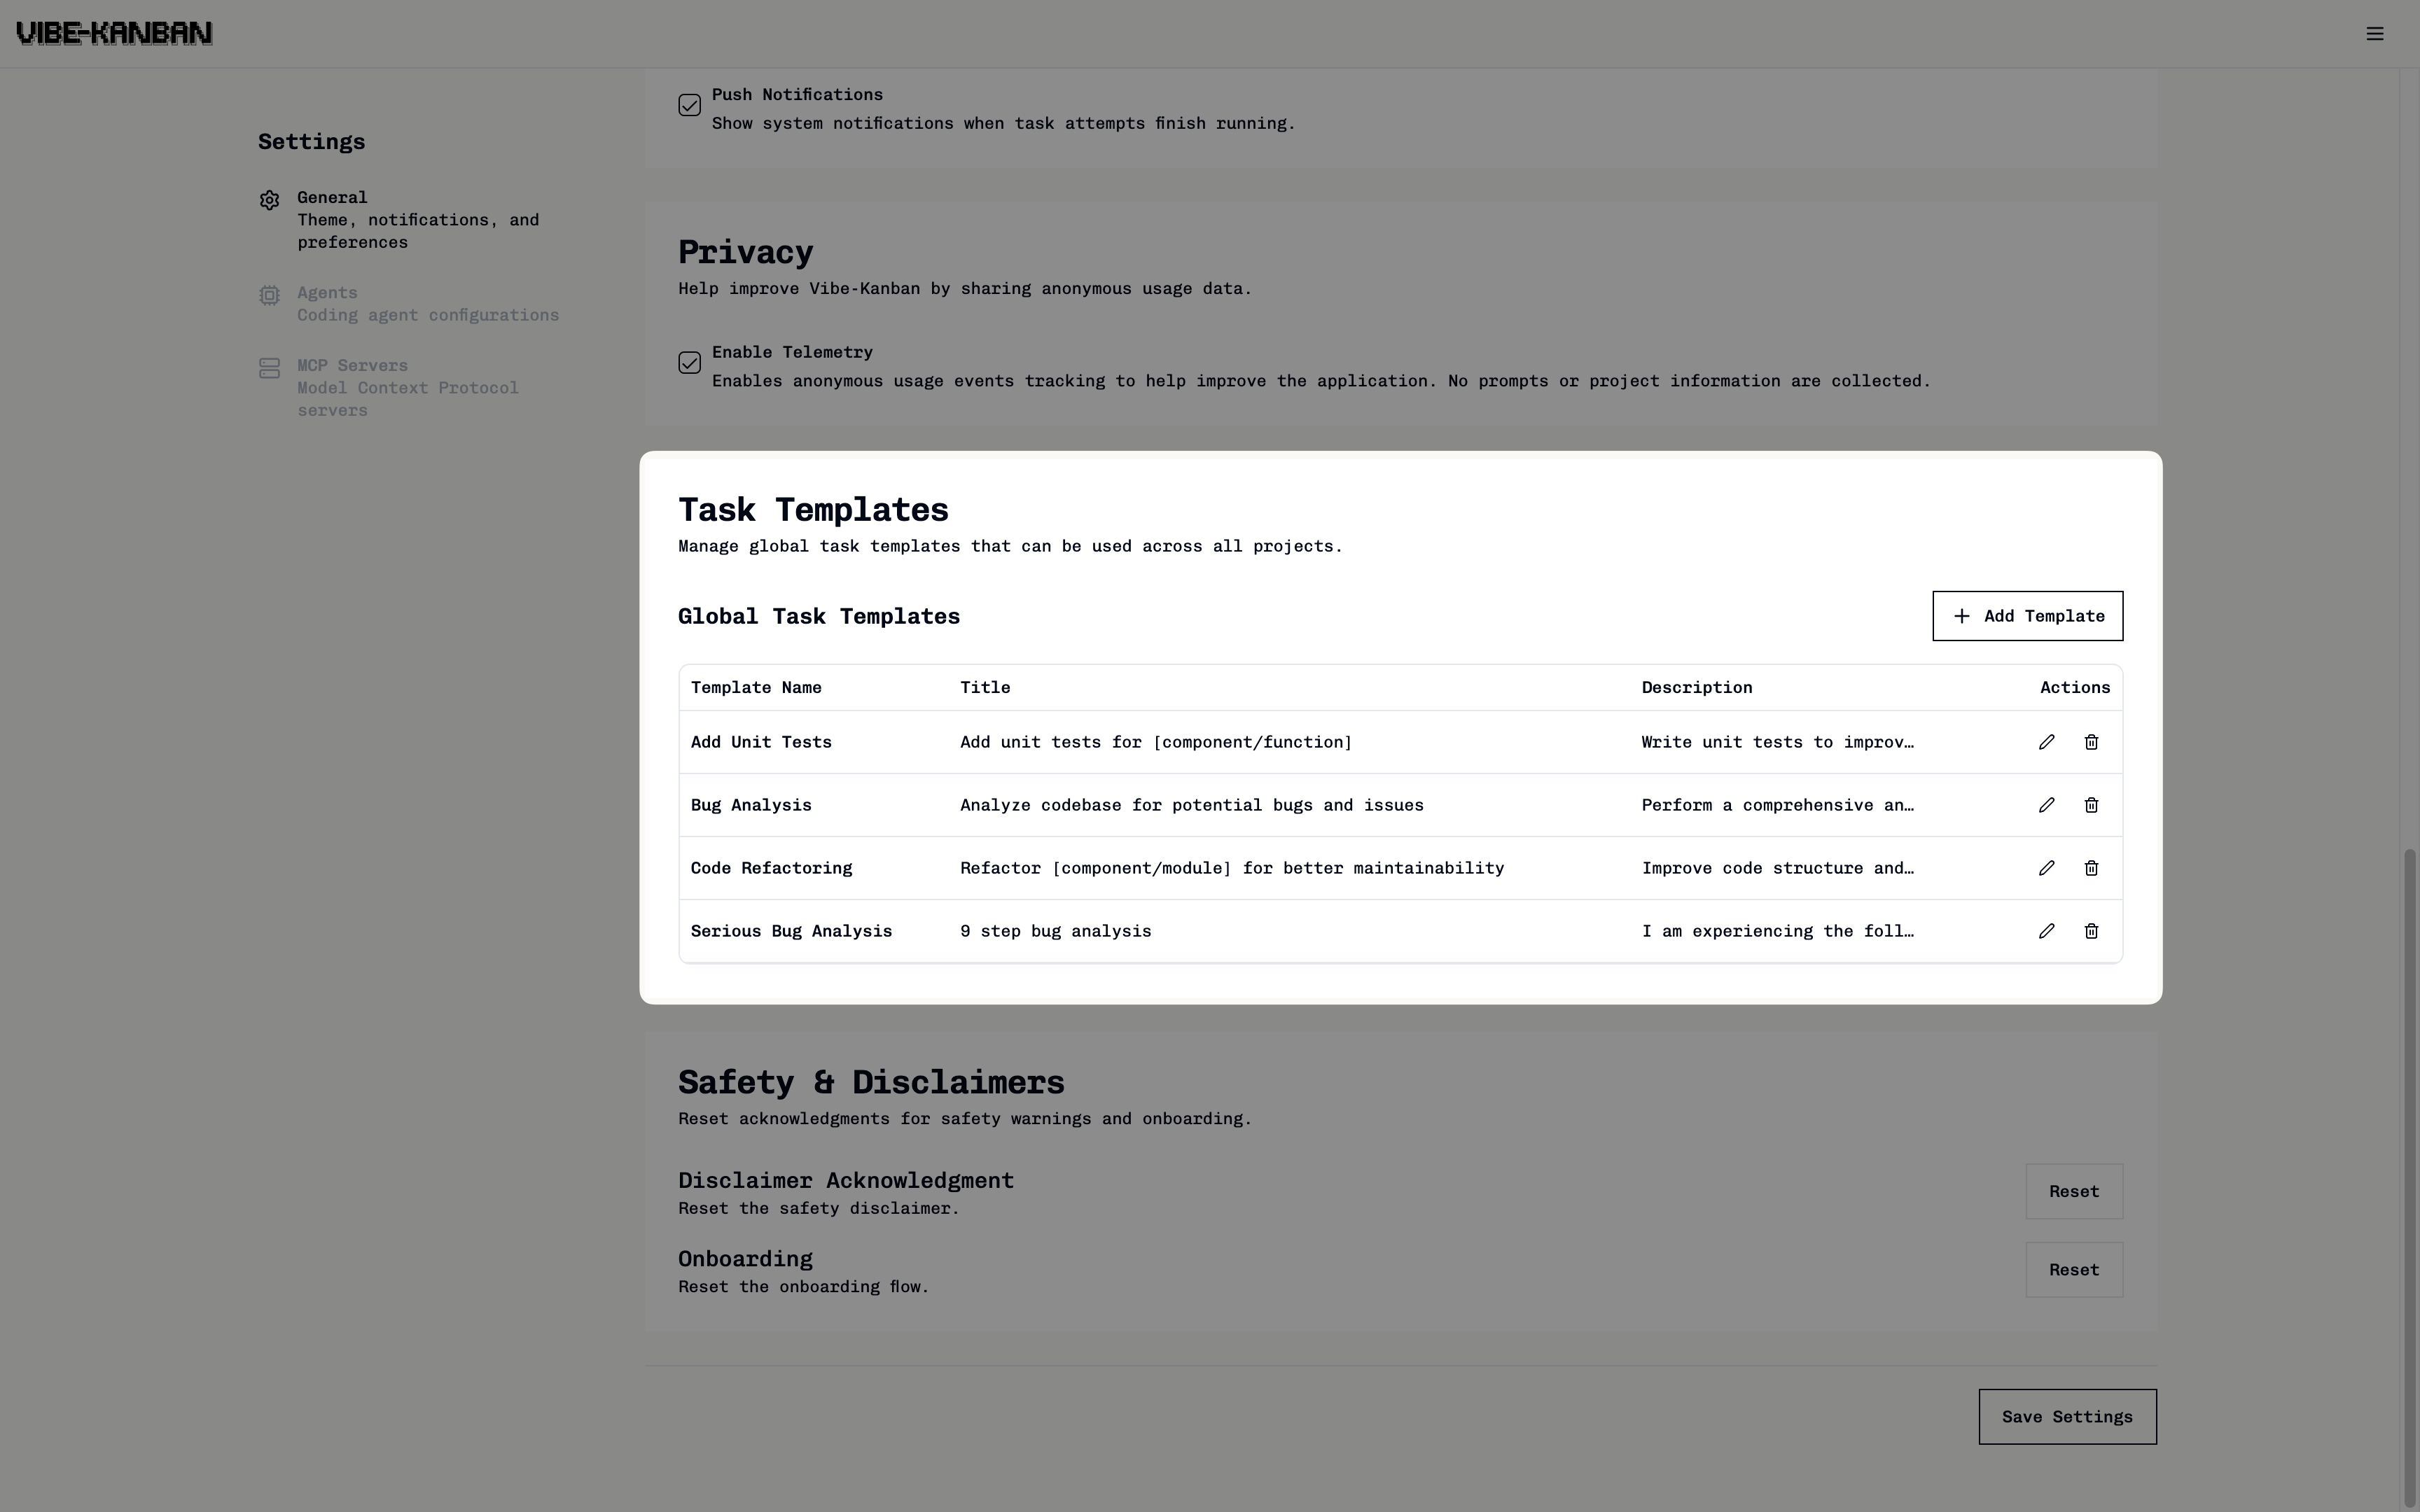 VIBE-KANBAN
Settings
General
Theme, notifications, and
preferences
Agents
Coding agent configurations
MCP Servers
Model Context Protocol
servers
Push Notifications
Show system notifications when task attempts finish running.
Privacy
Help improve Vibe-Kanban by sharing anonymous usage data.
Enable Telemetry
Enables anonymous usage events tracking to help improve the application. No prompts or project information are collected.
Task Templates
Manage global task templates that can be used across all projects.
Global Task Templates
Add Template
Template Name Title Description Actions
Add Unit Tests Add unit tests for [component/function] Write unit tests to improv…
Bug Analysis Analyze codebase for potential bugs and issues Perform a comprehensive an…
Code Refactoring Refactor [component/module] for better maintainability Improve code structure and…
Serious Bug Analysis 9 step bug analysis I am experiencing the foll…
Safety & Disclaimers
Reset acknowledgments for safety warnings and onboarding.
Disclaimer Acknowledgment
Reset the safety disclaimer.
Reset
Onboarding
Reset the onboarding flow.
Reset
Save Settings